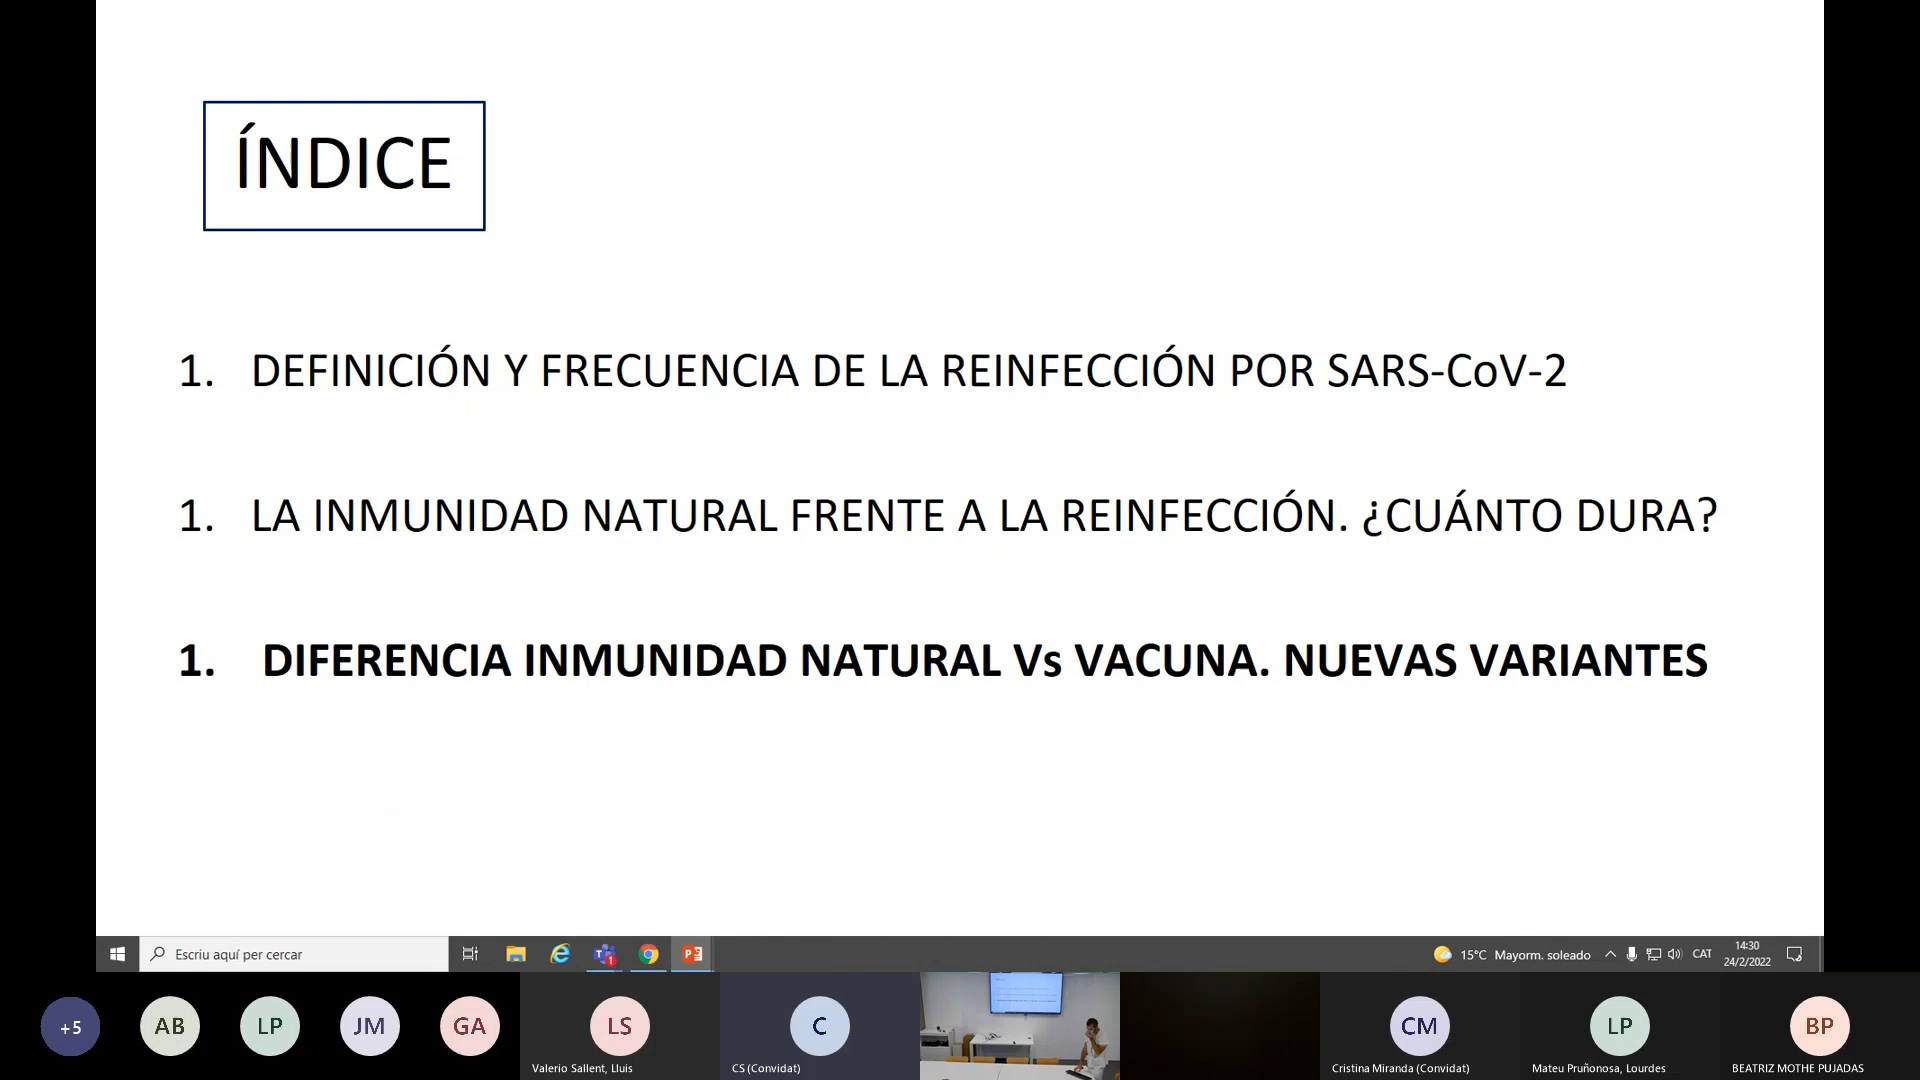 ÍNDICE
1. DEFINICIÓN Y FRECUENCIA DE LA REINFECCIÓN POR SARS-CoV-2
1. LA INMUNIDAD NATURAL FRENTE A LA REINFECCIÓN. ¿CUÁNTO DURA?
1. DIFERENCIA INMUNIDAD NATURAL Vs VACUNA. NUEVAS VARIANTES
Escriu aquí per cercar
1
15°C Mayorm. soleado
CAT
14:30
24/2/2022
+5
AB
LP
JM
GA
LS
Valerio Sallent, Lluis
C
CS (Convidat)
CM
Cristina Miranda (Convidat)
LP
Mateu Pruñonosa, Lourdes
BP
BEATRIZ MOTHE PUJADAS